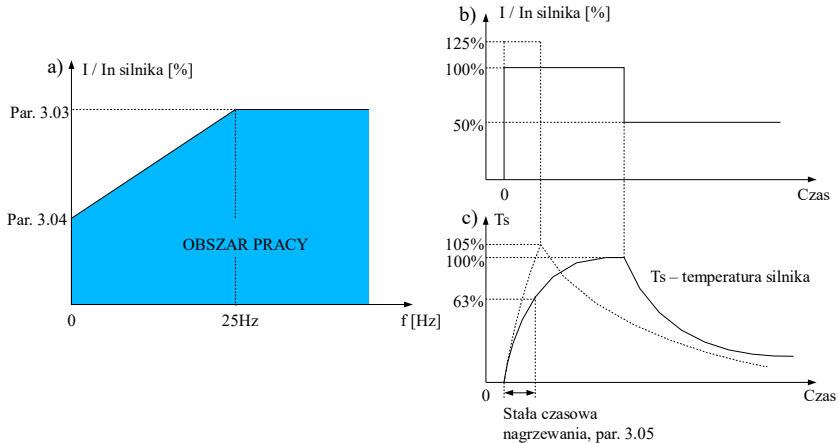 a)
I / In silnika [%]
Par. 3.03
Par. 3.04
OBSZAR PRACY
0
25Hz
f [Hz]
b)
I / In silnika [%]
125%
100%
50%
0
Czas
c)
Ts
105%
100%
63%
Ts – temperatura silnika
0
Czas
Stała czasowa
nagrzewania, par. 3.05